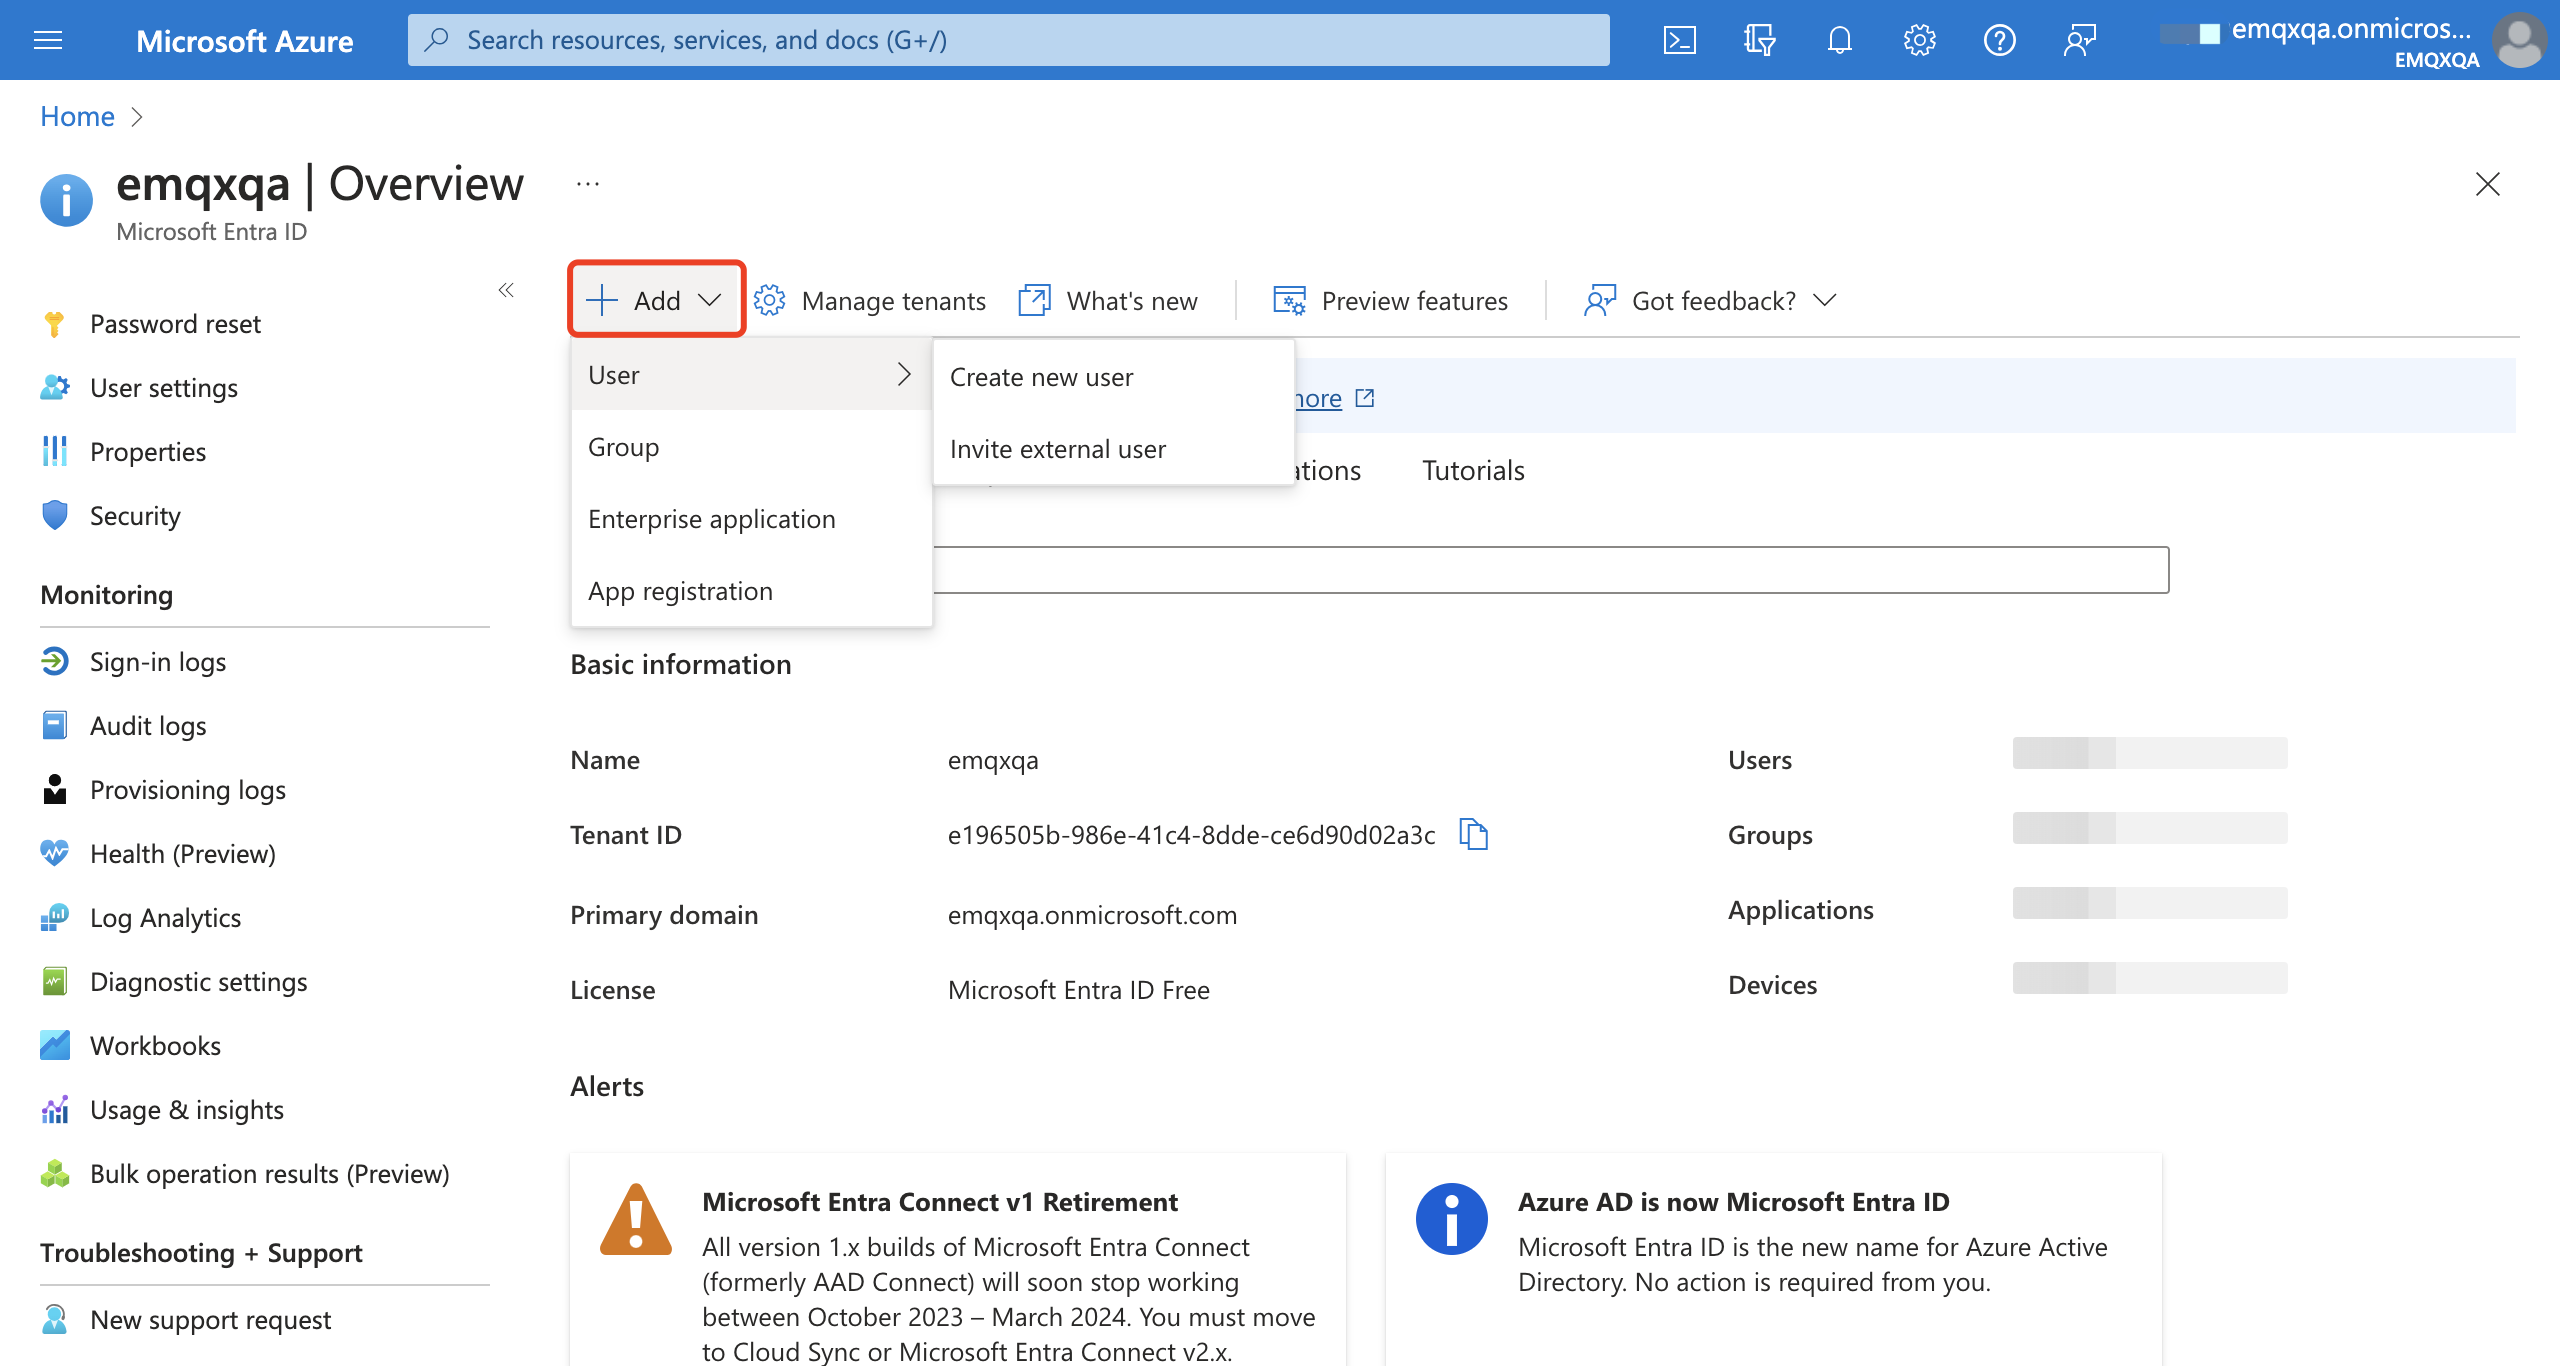 Microsoft Azure
Search resources, services, and docs (G+/)
emqxqa.onmicros...
EMQXQA
Home
emqxqa | Overview ...
Microsoft Entra ID
Add
Manage tenants
What's new
Preview features
Got feedback?
Password reset
User settings
Properties
Security
Monitoring
Sign-in logs
Audit logs
Provisioning logs
Health (Preview)
Log Analytics
Diagnostic settings
Workbooks
Usage & insights
Bulk operation results (Preview)
Troubleshooting + Support
New support request
User
Group
Enterprise application
App registration
Create new user
Invite external user
Tutorials
Basic information
Name
emqxqa
Users
Tenant ID
e196505b-986e-41c4-8dde-ce6d90d02a3c
Groups
Primary domain
emqxqa.onmicrosoft.com
Applications
License
Microsoft Entra ID Free
Devices
Alerts
Microsoft Entra Connect v1 Retirement
All version 1.x builds of Microsoft Entra Connect
(formerly AAD Connect) will soon stop working
between October 2023 – March 2024. You must move
to Cloud Sync or Microsoft Entra Connect v2.x.
Azure AD is now Microsoft Entra ID
Microsoft Entra ID is the new name for Azure Active
Directory. No action is required from you.